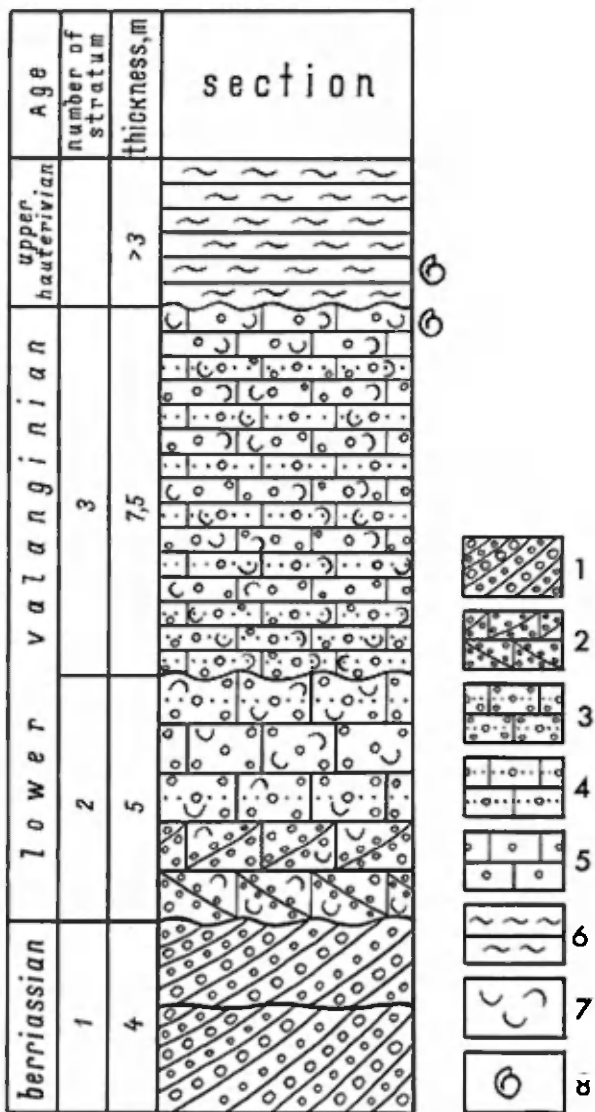 Age
number of
stratum
thickness, m
section
upper
hauterivian
>3
lower valanginian
3
7,5
2
5
berriassian
1
4
1
2
3
4
5
6
7
8